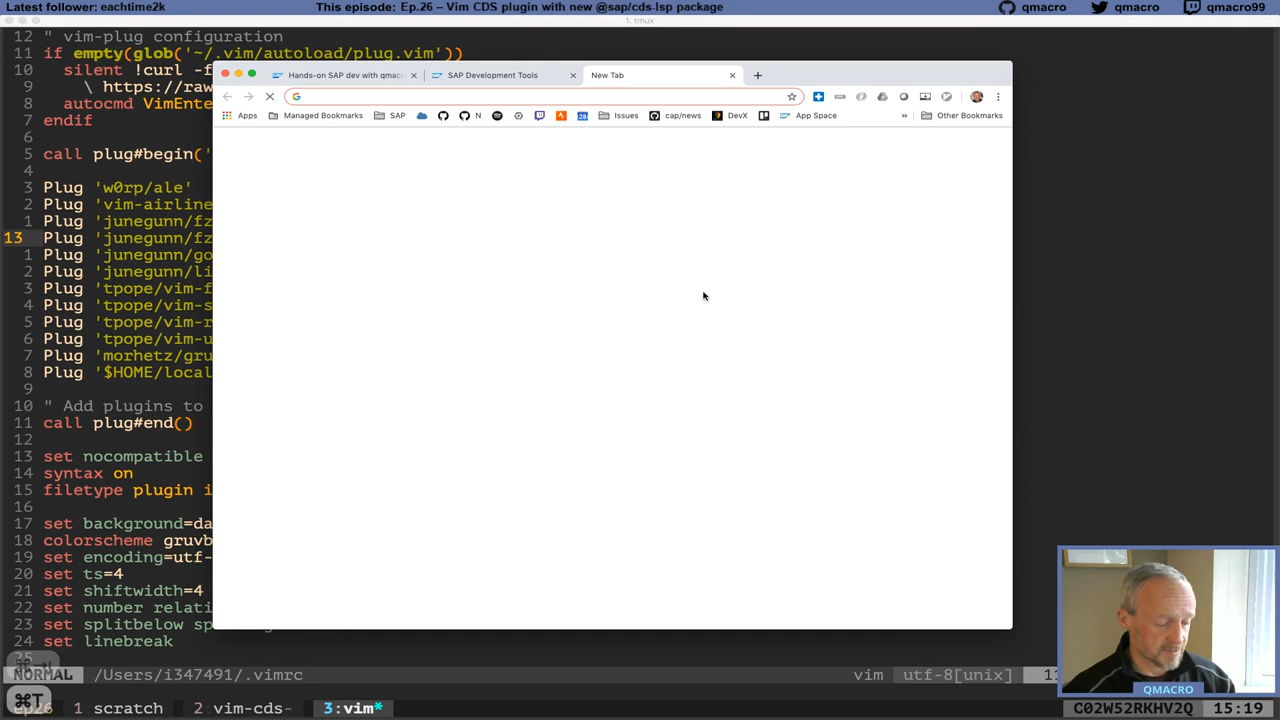 Latest follower: eachtime2k
This episode: Ep.26 – Vim CDS plugin with new @sap/cds-lsp package
qmacro
qmacro
qmacro99
1. tmux
12 " vim-plug configuration
11 if empty(glob('~/.vim/autoload/plug.vim'))
10 silent !curl -f
9 \ https://raw
8 autocmd VimEnte
7 endif
6
5 call plug#begin('
4
3 Plug 'w0rp/ale'
2 Plug 'vim-airline
1 Plug 'junegunn/fz
13 Plug 'junegunn/fz
1 Plug 'junegunn/go
2 Plug 'junegunn/li
3 Plug 'tpope/vim-f
4 Plug 'tpope/vim-s
5 Plug 'tpope/vim-r
6 Plug 'tpope/vim-u
7 Plug 'morhetz/gru
8 Plug '$HOME/local
9
10 " Add plugins to
11 call plug#end()
12
13 set nocompatible
14 syntax on
15 filetype plugin i
16
17 set background=da
18 colorscheme gruvb
19 set encoding=utf-
20 set ts=4
21 set shiftwidth=4
22 set number relati
23 set splitbelow sp
24 set linebreak
25
Hands-on SAP dev with qmacr
SAP Development Tools
New Tab
Apps
Managed Bookmarks
SAP
N
28
Issues
cap/news
DevX
App Space
»
Other Bookmarks
NORMAL /Users/i347491/.vimrc
vim
utf-8[unix]
11
⌘T
ep26 1:scratch 2:vim-cds- 3:vim*
QMACRO
C02W52RKHV2Q 15:19